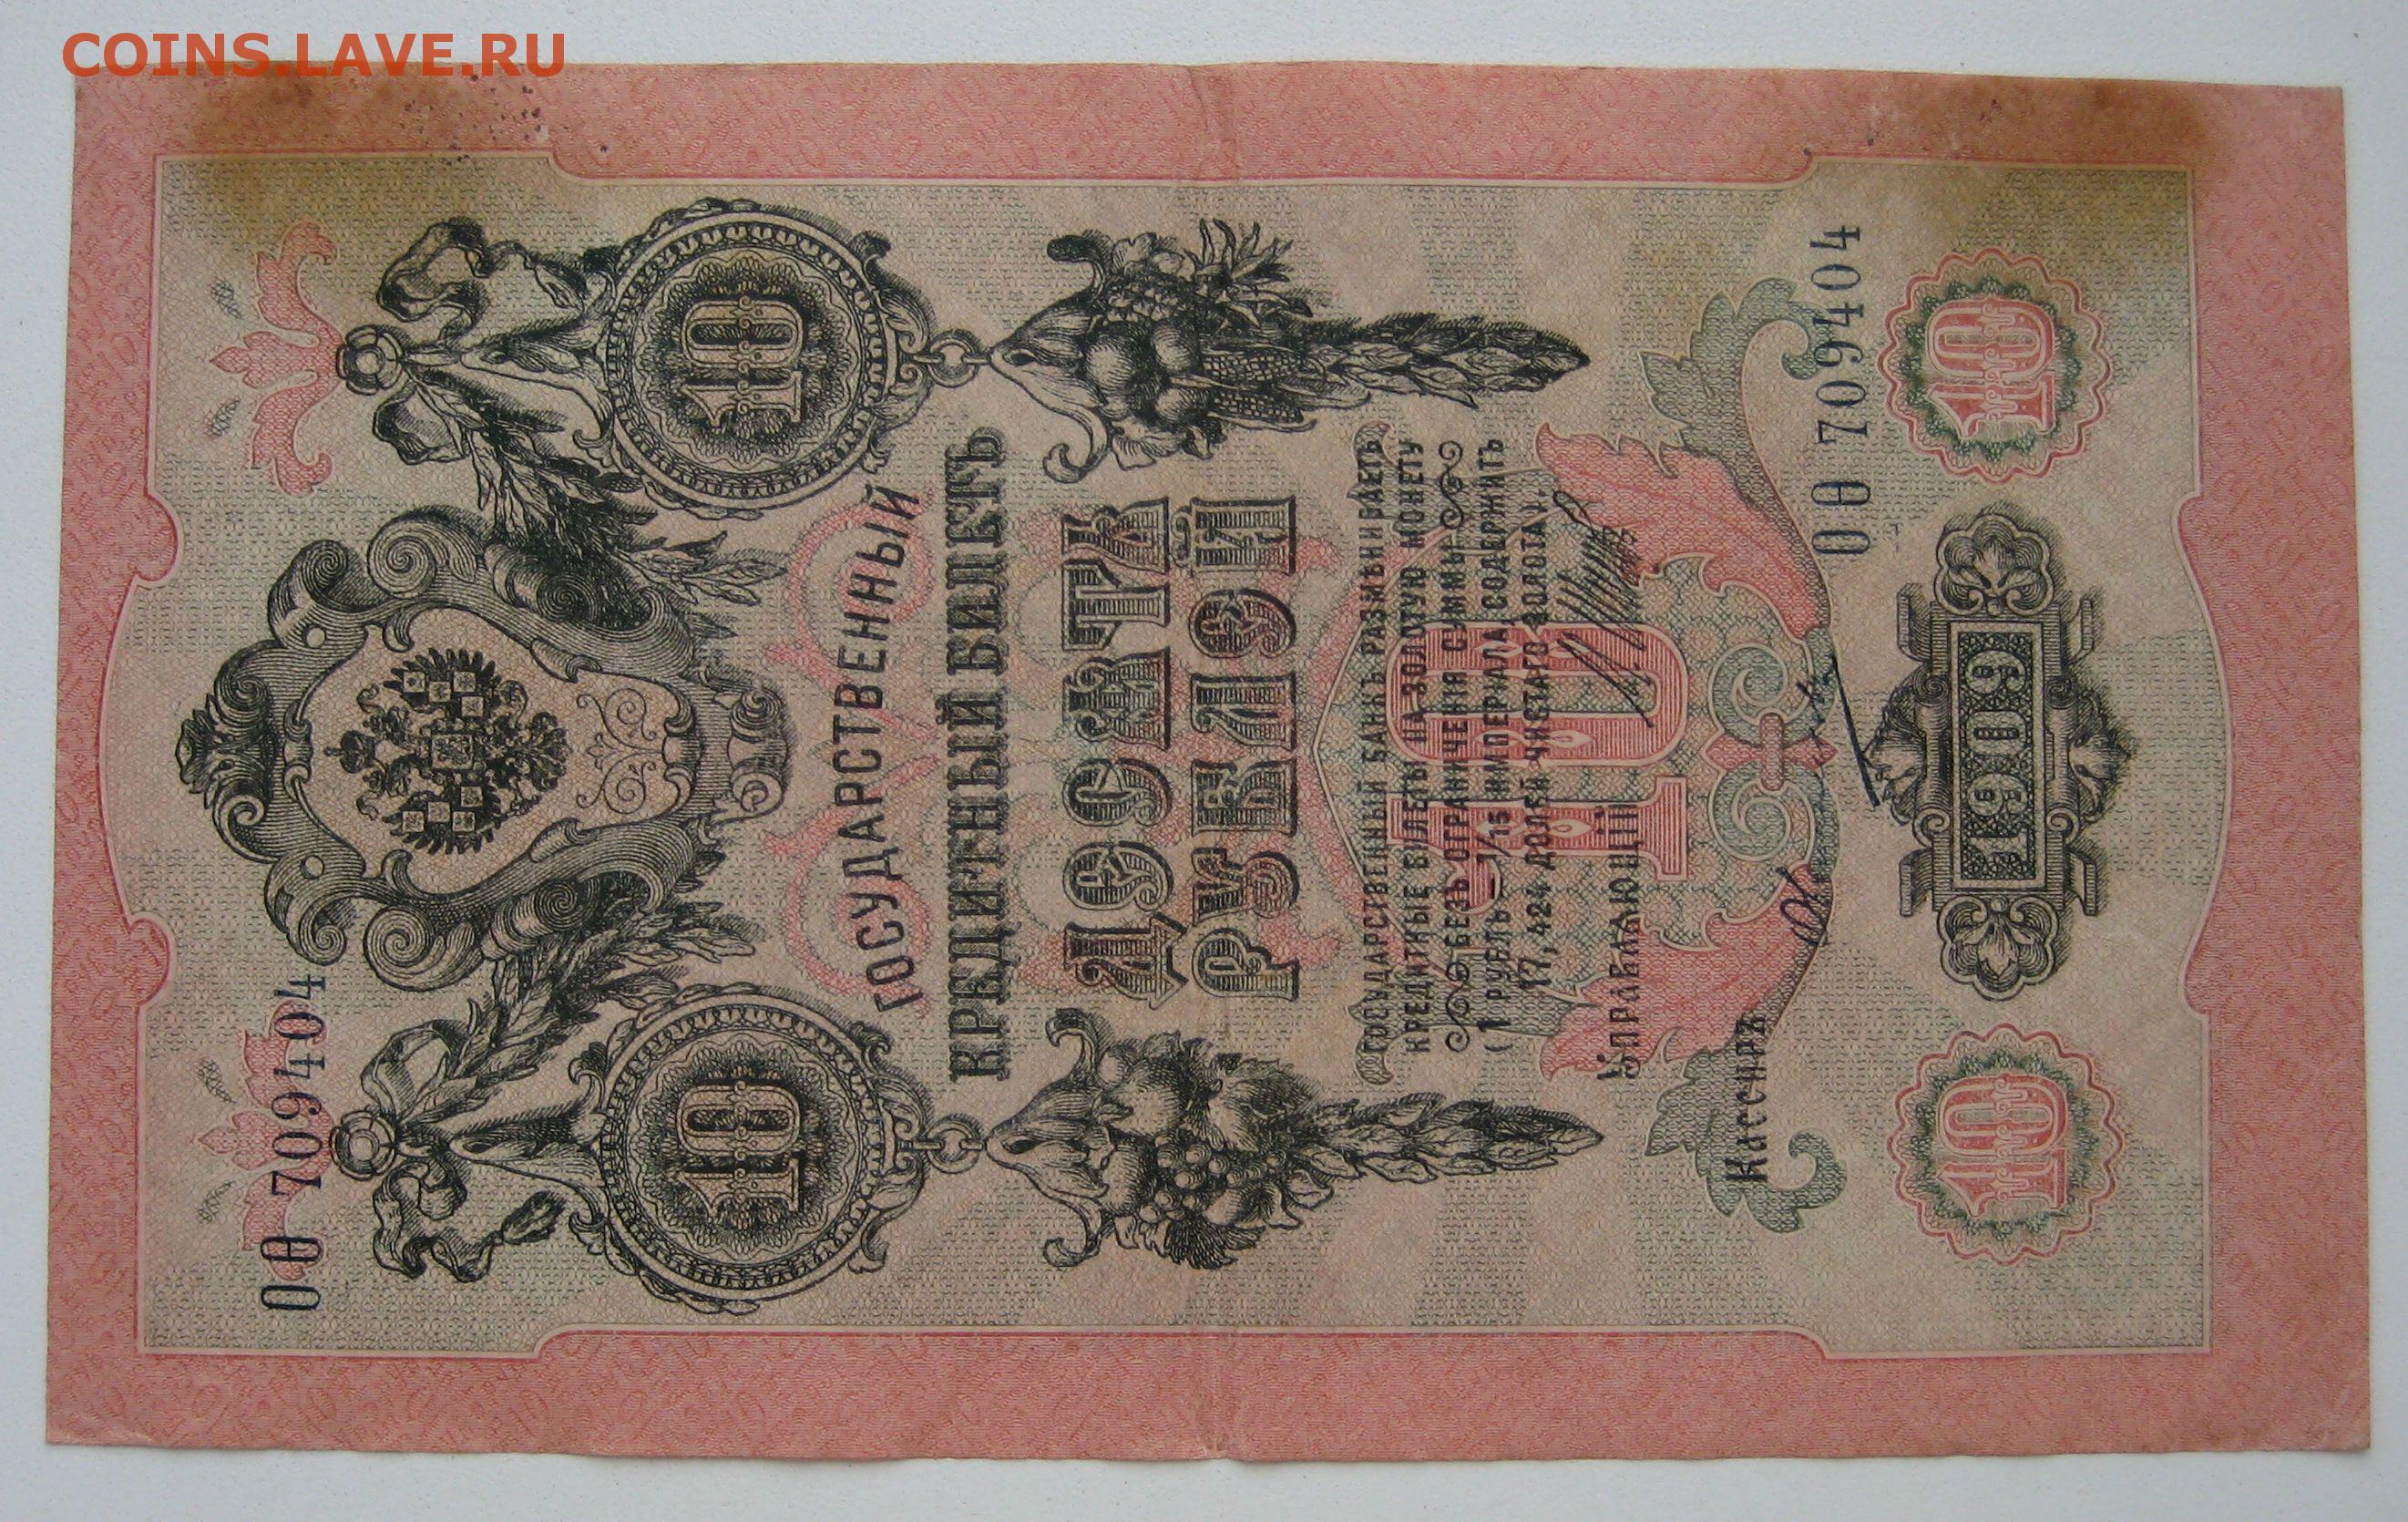 COINS.LAVE.RU
ОѲ 709404
10
10
ГОСУДАРСТВЕННЫЙ
КРЕДИТНЫЙ БИЛЕТЪ
ДЕСЯТЬ
РУБЛЕЙ
ГОСУДАРСТВЕННЫЙ БАНКЪ РАЗМѢНИВАЕТЪ
КРЕДИТНЫЕ БИЛЕТЫ НА ЗОЛОТУЮ МОНЕТУ
БЕЗЪ ОГРАНИЧЕНІЯ СУММЫ
(1 РУБЛЬ = 1/15 ИМПЕРІАЛА, СОДЕРЖИТЪ
17,424 ДОЛЕЙ ЧИСТАГО ЗОЛОТА).
10
Управляющій
Кассиръ
ОѲ 709404
10
1909
10